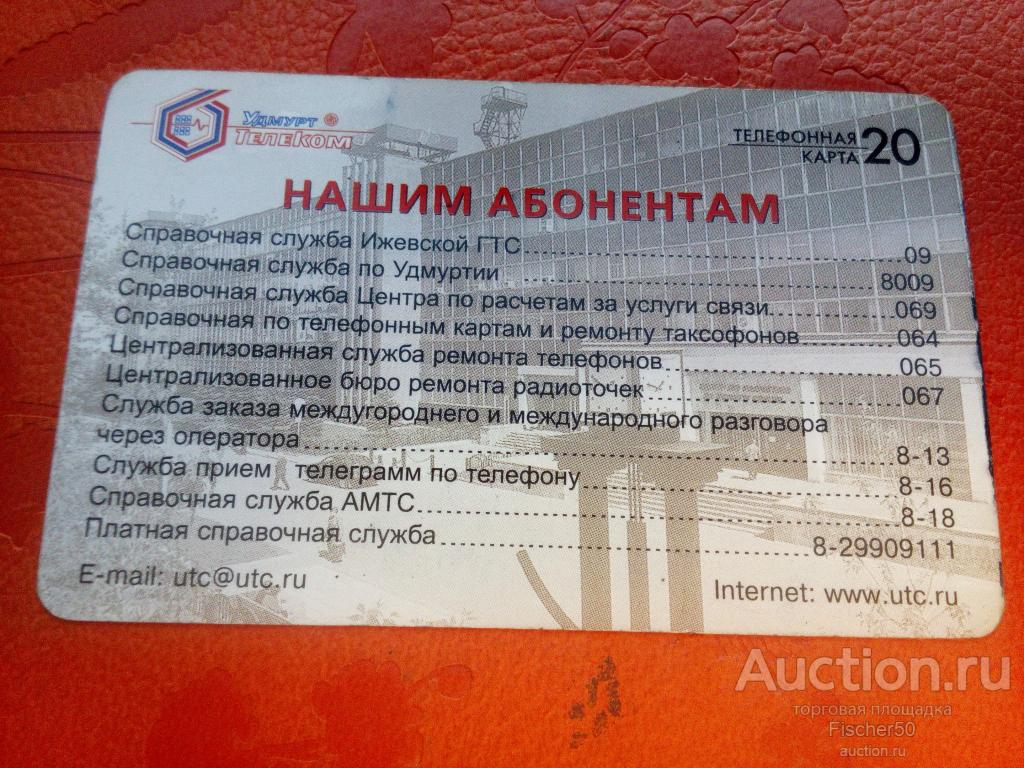 Удмурт
Телеком
ТЕЛЕФОННАЯ
КАРТА 20
НАШИМ АБОНЕНТАМ
Справочная служба Ижевской ГТС 09
Справочная служба по Удмуртии 8009
Справочная служба Центра по расчетам за услуги связи 069
Справочная по телефонным картам и ремонту таксофонов 064
Централизованная служба ремонта телефонов 065
Централизованное бюро ремонта радиоточек 067
Служба заказа междугороднего и международного разговора
через оператора 8-13
Служба прием телеграмм по телефону 8-16
Справочная служба АМТС 8-18
Платная справочная служба 8-29909111
E-mail: utc@utc.ru Internet: www.utc.ru
Auction.ru
торговая площадка
Fischer50
auction.ru